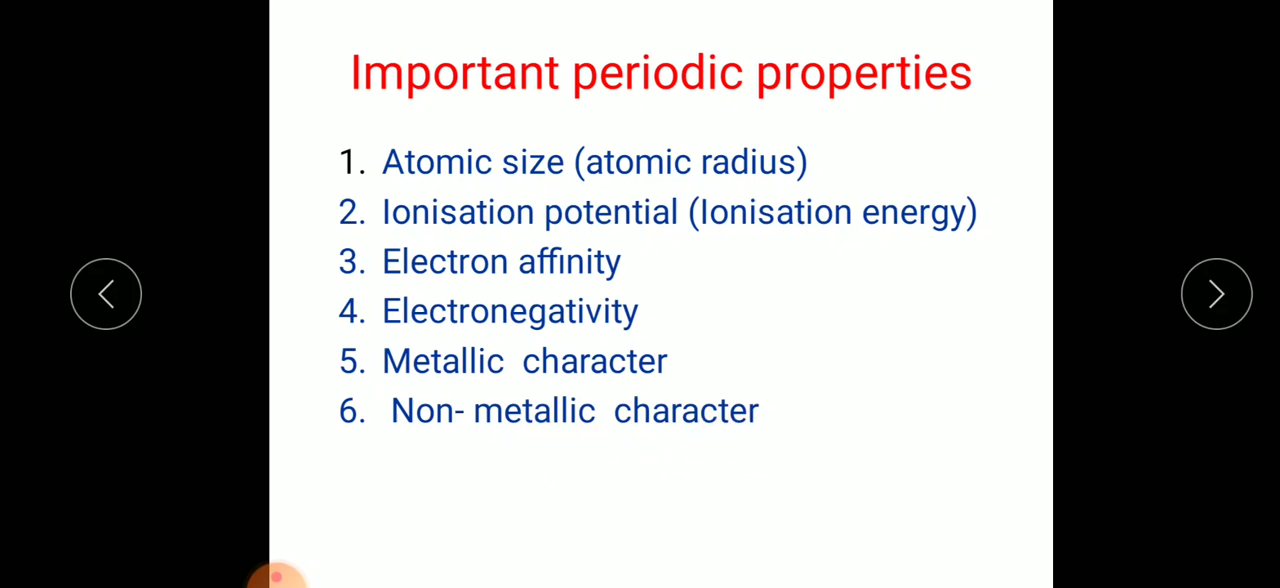 Important periodic properties
1. Atomic size (atomic radius)
2. Ionisation potential (Ionisation energy)
3. Electron affinity
4. Electronegativity
5. Metallic character
6. Non- metallic character